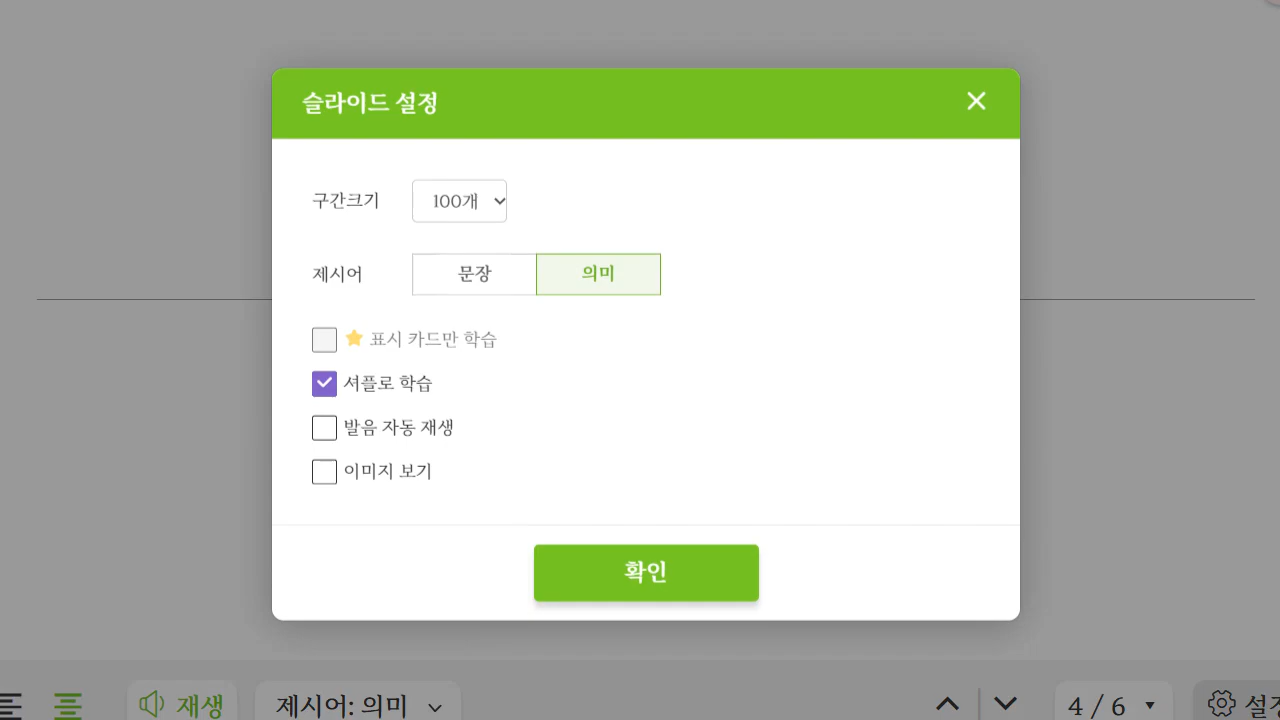 슬라이드 설정
구간크기 100개
제시어 문장 의미
표시 카드만 학습
셔플로 학습
발음 자동 재생
이미지 보기
확인
재생 제시어: 의미 4 / 6